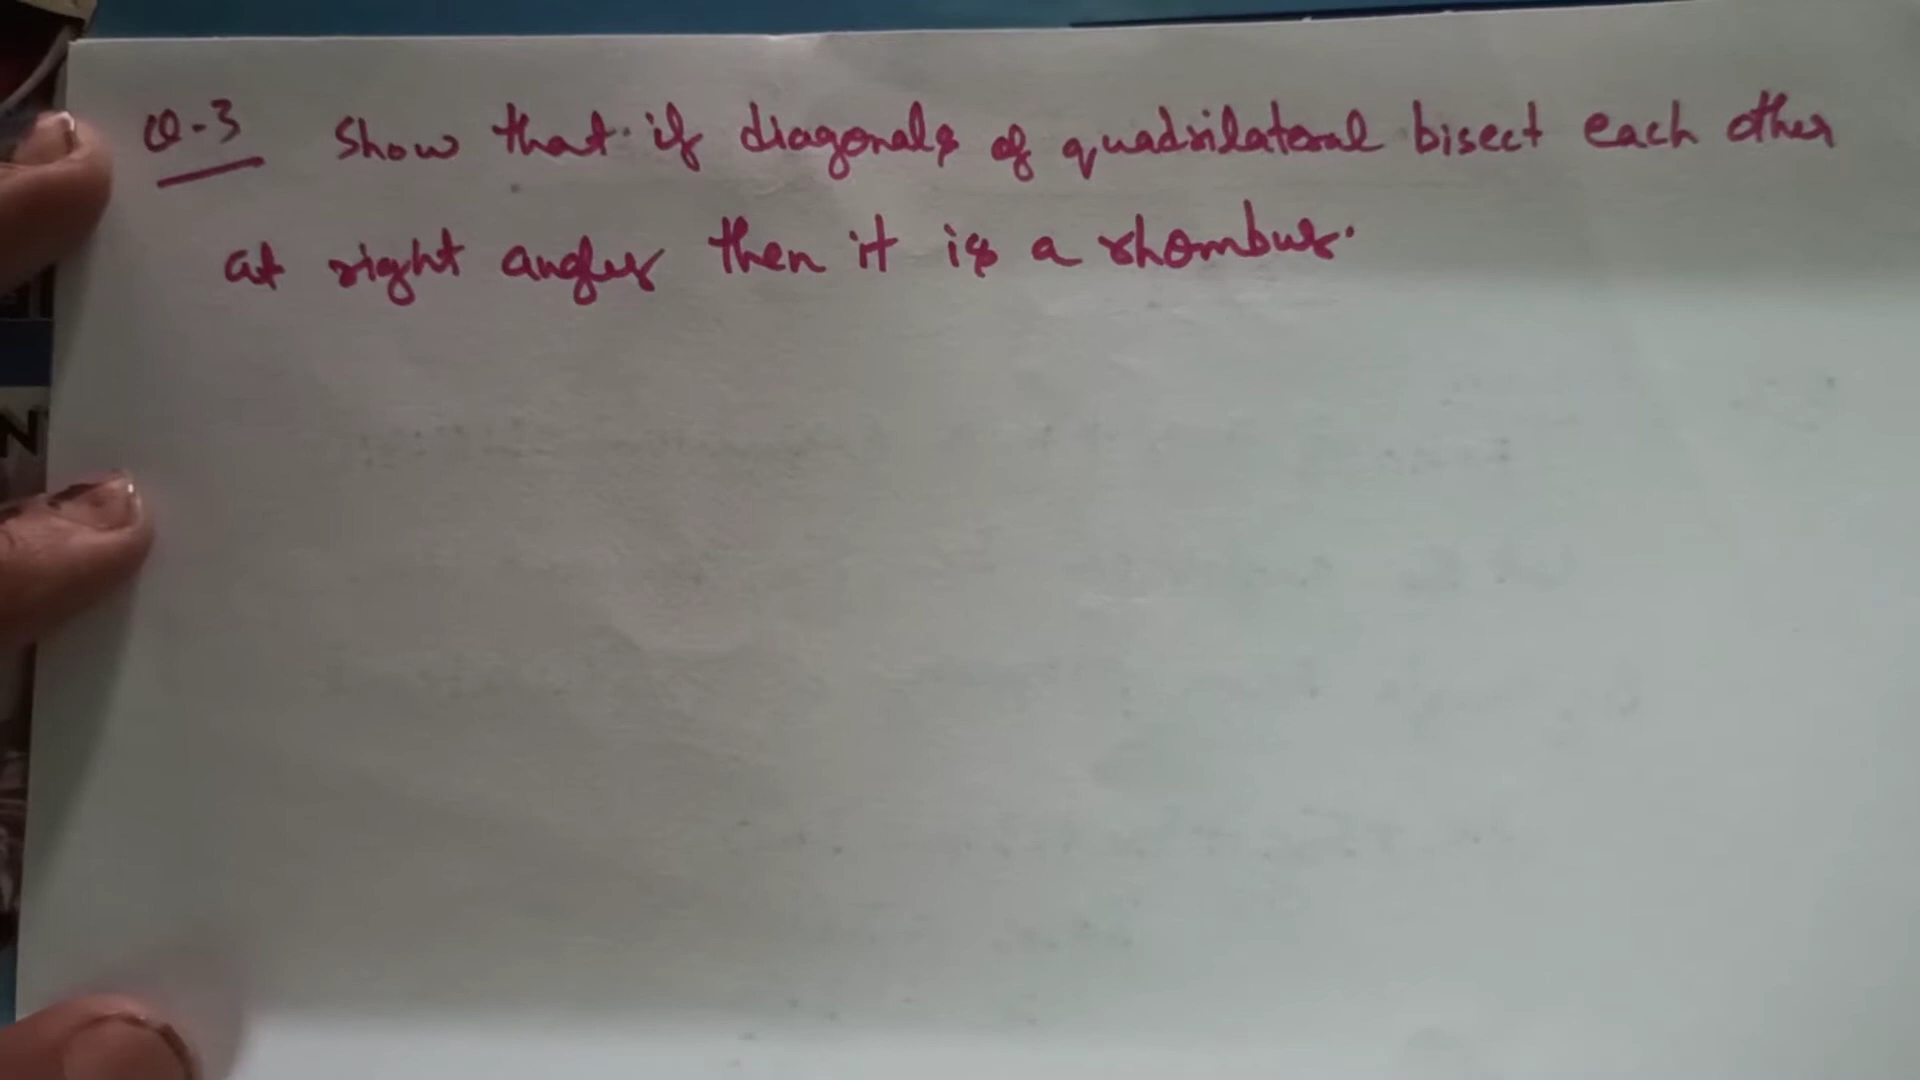 Q-3 Show that if diagonals of quadrilateral bisect each other
at right angles then it is a rhombus.
N